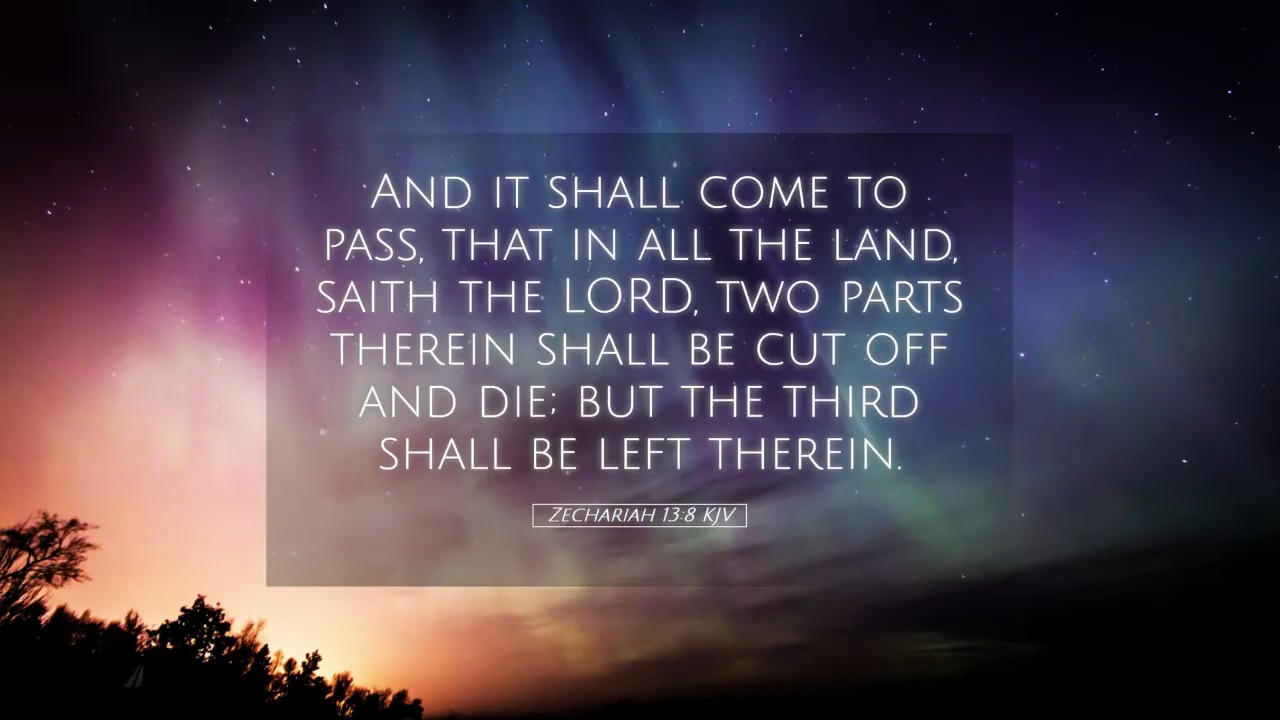 And it shall come to
pass, that in all the land,
saith the LORD, two parts
therein shall be cut off
and die; but the third
shall be left therein.
Zechariah 13:8 KJV